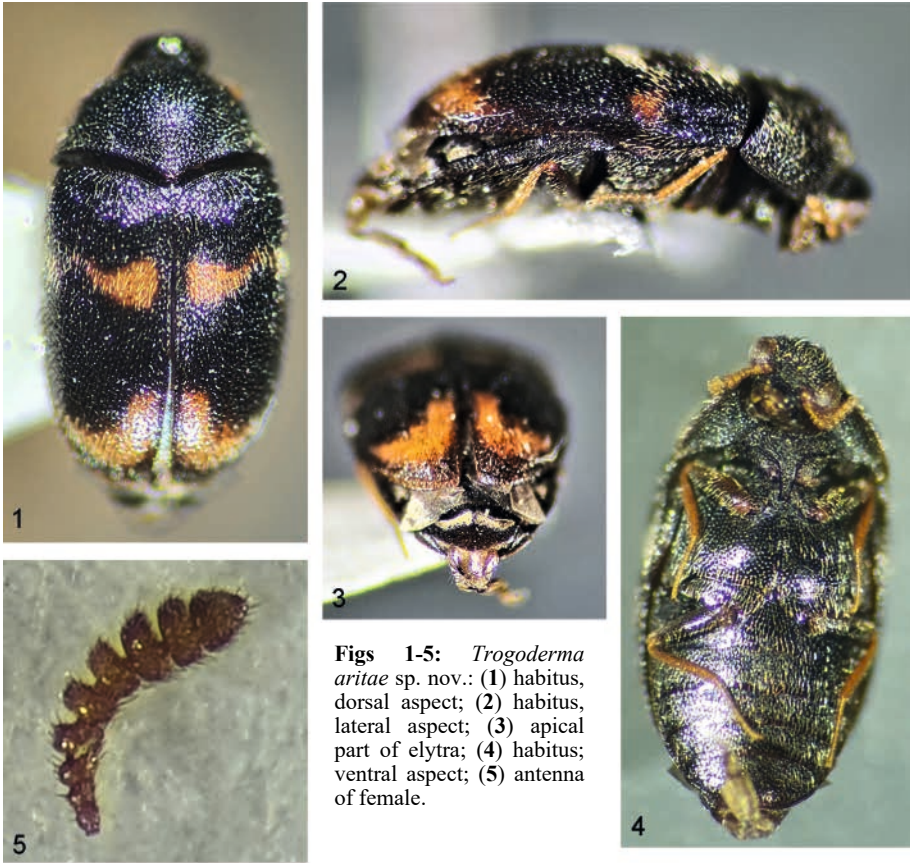 1
2
3
4
5
Figs 1-5: Trogoderma
aritae sp. nov.: (1) habitus,
dorsal aspect; (2) habitus,
lateral aspect; (3) apical
part of elytra; (4) habitus;
ventral aspect; (5) antenna
of female.